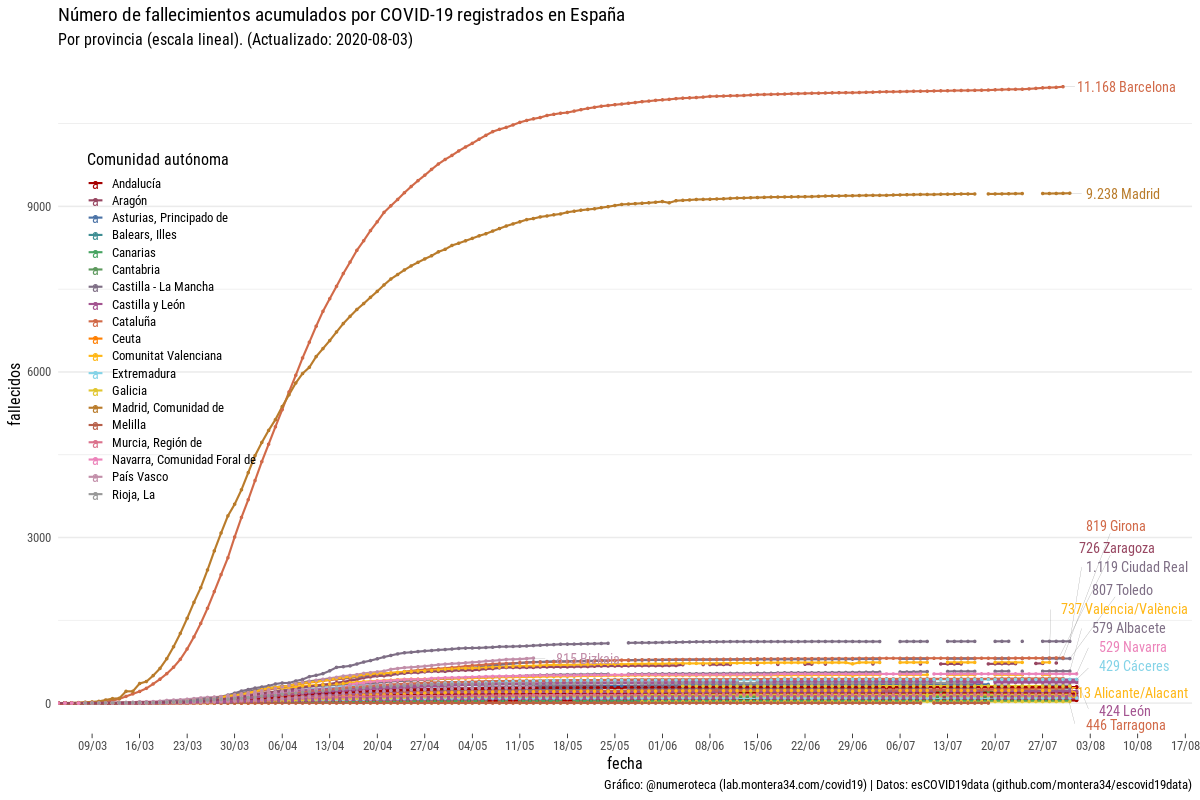 Número de fallecimientos acumulados por COVID-19 registrados en España
Por provincia (escala lineal). (Actualizado: 2020-08-03)
11.168 Barcelona
9.238 Madrid
Comunidad autónoma
Andalucía
Aragón
Asturias, Principado de
Balears, Illes
Canarias
Cantabria
Castilla - La Mancha
Castilla y León
Cataluña
Ceuta
Comunitat Valenciana
Extremadura
Galicia
Madrid, Comunidad de
Melilla
Murcia, Región de
Navarra, Comunidad Foral de
País Vasco
Rioja, La
fallecidos
9000
6000
3000
0
819 Girona
726 Zaragoza
1.119 Ciudad Real
807 Toledo
737 Valencia/València
579 Albacete
529 Navarra
815 Bizkaia
429 Cáceres
Alicante/Alacant
424 León
446 Tarragona
09/03 16/03 23/03 30/03 06/04 13/04 20/04 27/04 04/05 11/05 18/05 25/05 01/06 08/06 15/06 22/06 29/06 06/07 13/07 20/07 27/07 03/08 10/08 17/08
fecha
Gráfico: @numeroteca (lab.montera34.com/covid19) | Datos: esCOVID19data (github.com/montera34/escovid19data)